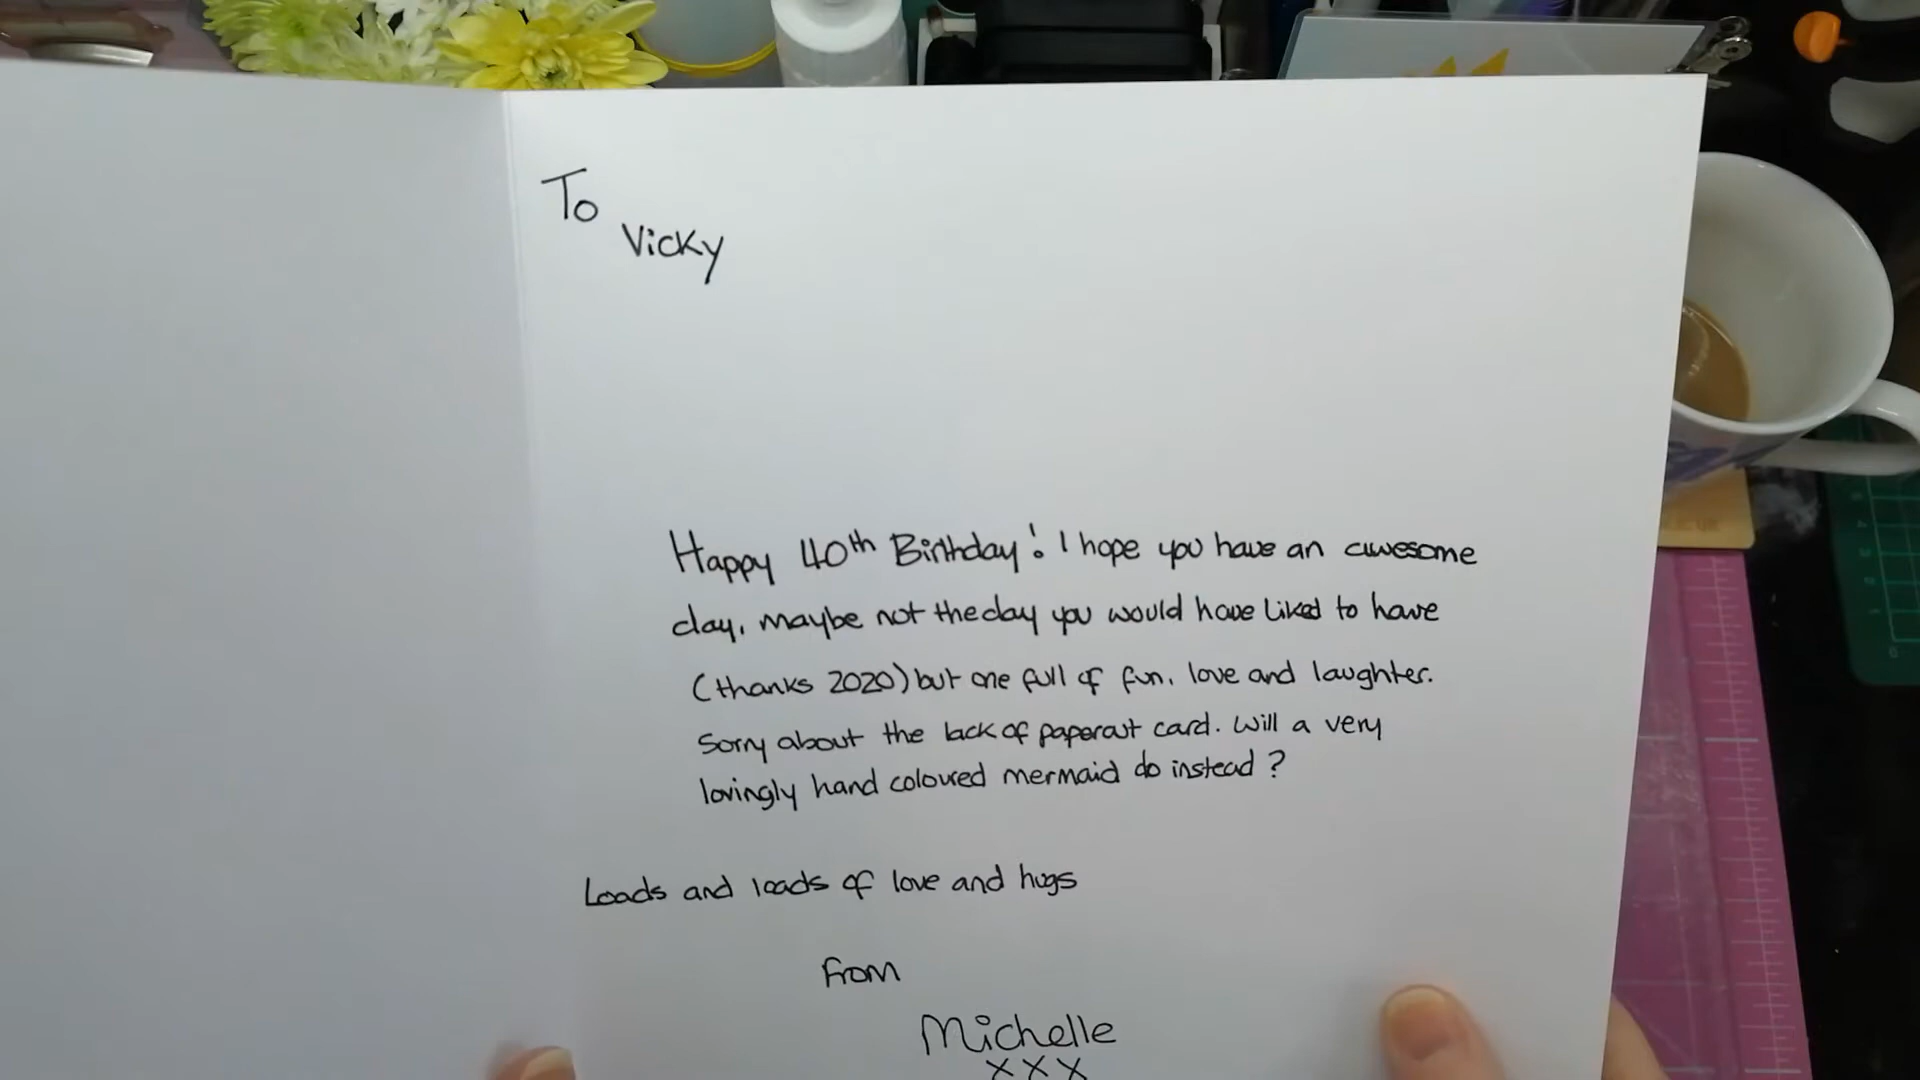 To
Vicky
Happy 40th Birthday! I hope you have an awesome
day, maybe not the day you would have liked to have
(thanks 2020) but one full of fun, love and laughter.
Sorry about the lack of papercut card. Will a very
lovingly hand coloured mermaid do instead?
Loads and loads of love and hugs
From
Michelle
XXX